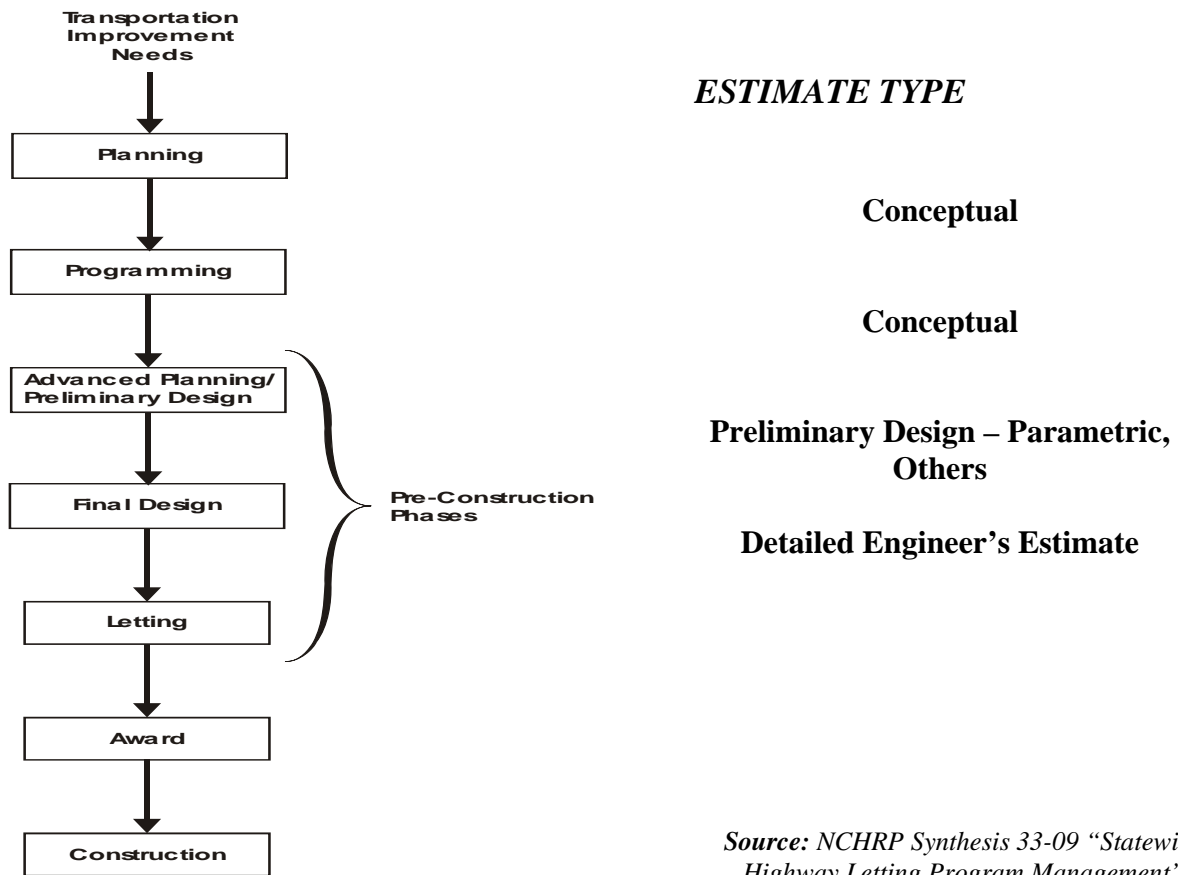 Transportation
Improvement
Needs
Planning
Programming
Advanced Planning/
Preliminary Design
Final Design
Letting
Award
Construction
Pre-Construction
Phases
ESTIMATE TYPE
Conceptual
Conceptual
Preliminary Design – Parametric,
Others
Detailed Engineer’s Estimate
Source: NCHRP Synthesis 33-09 “Statewi
Highway Letting Program Management”